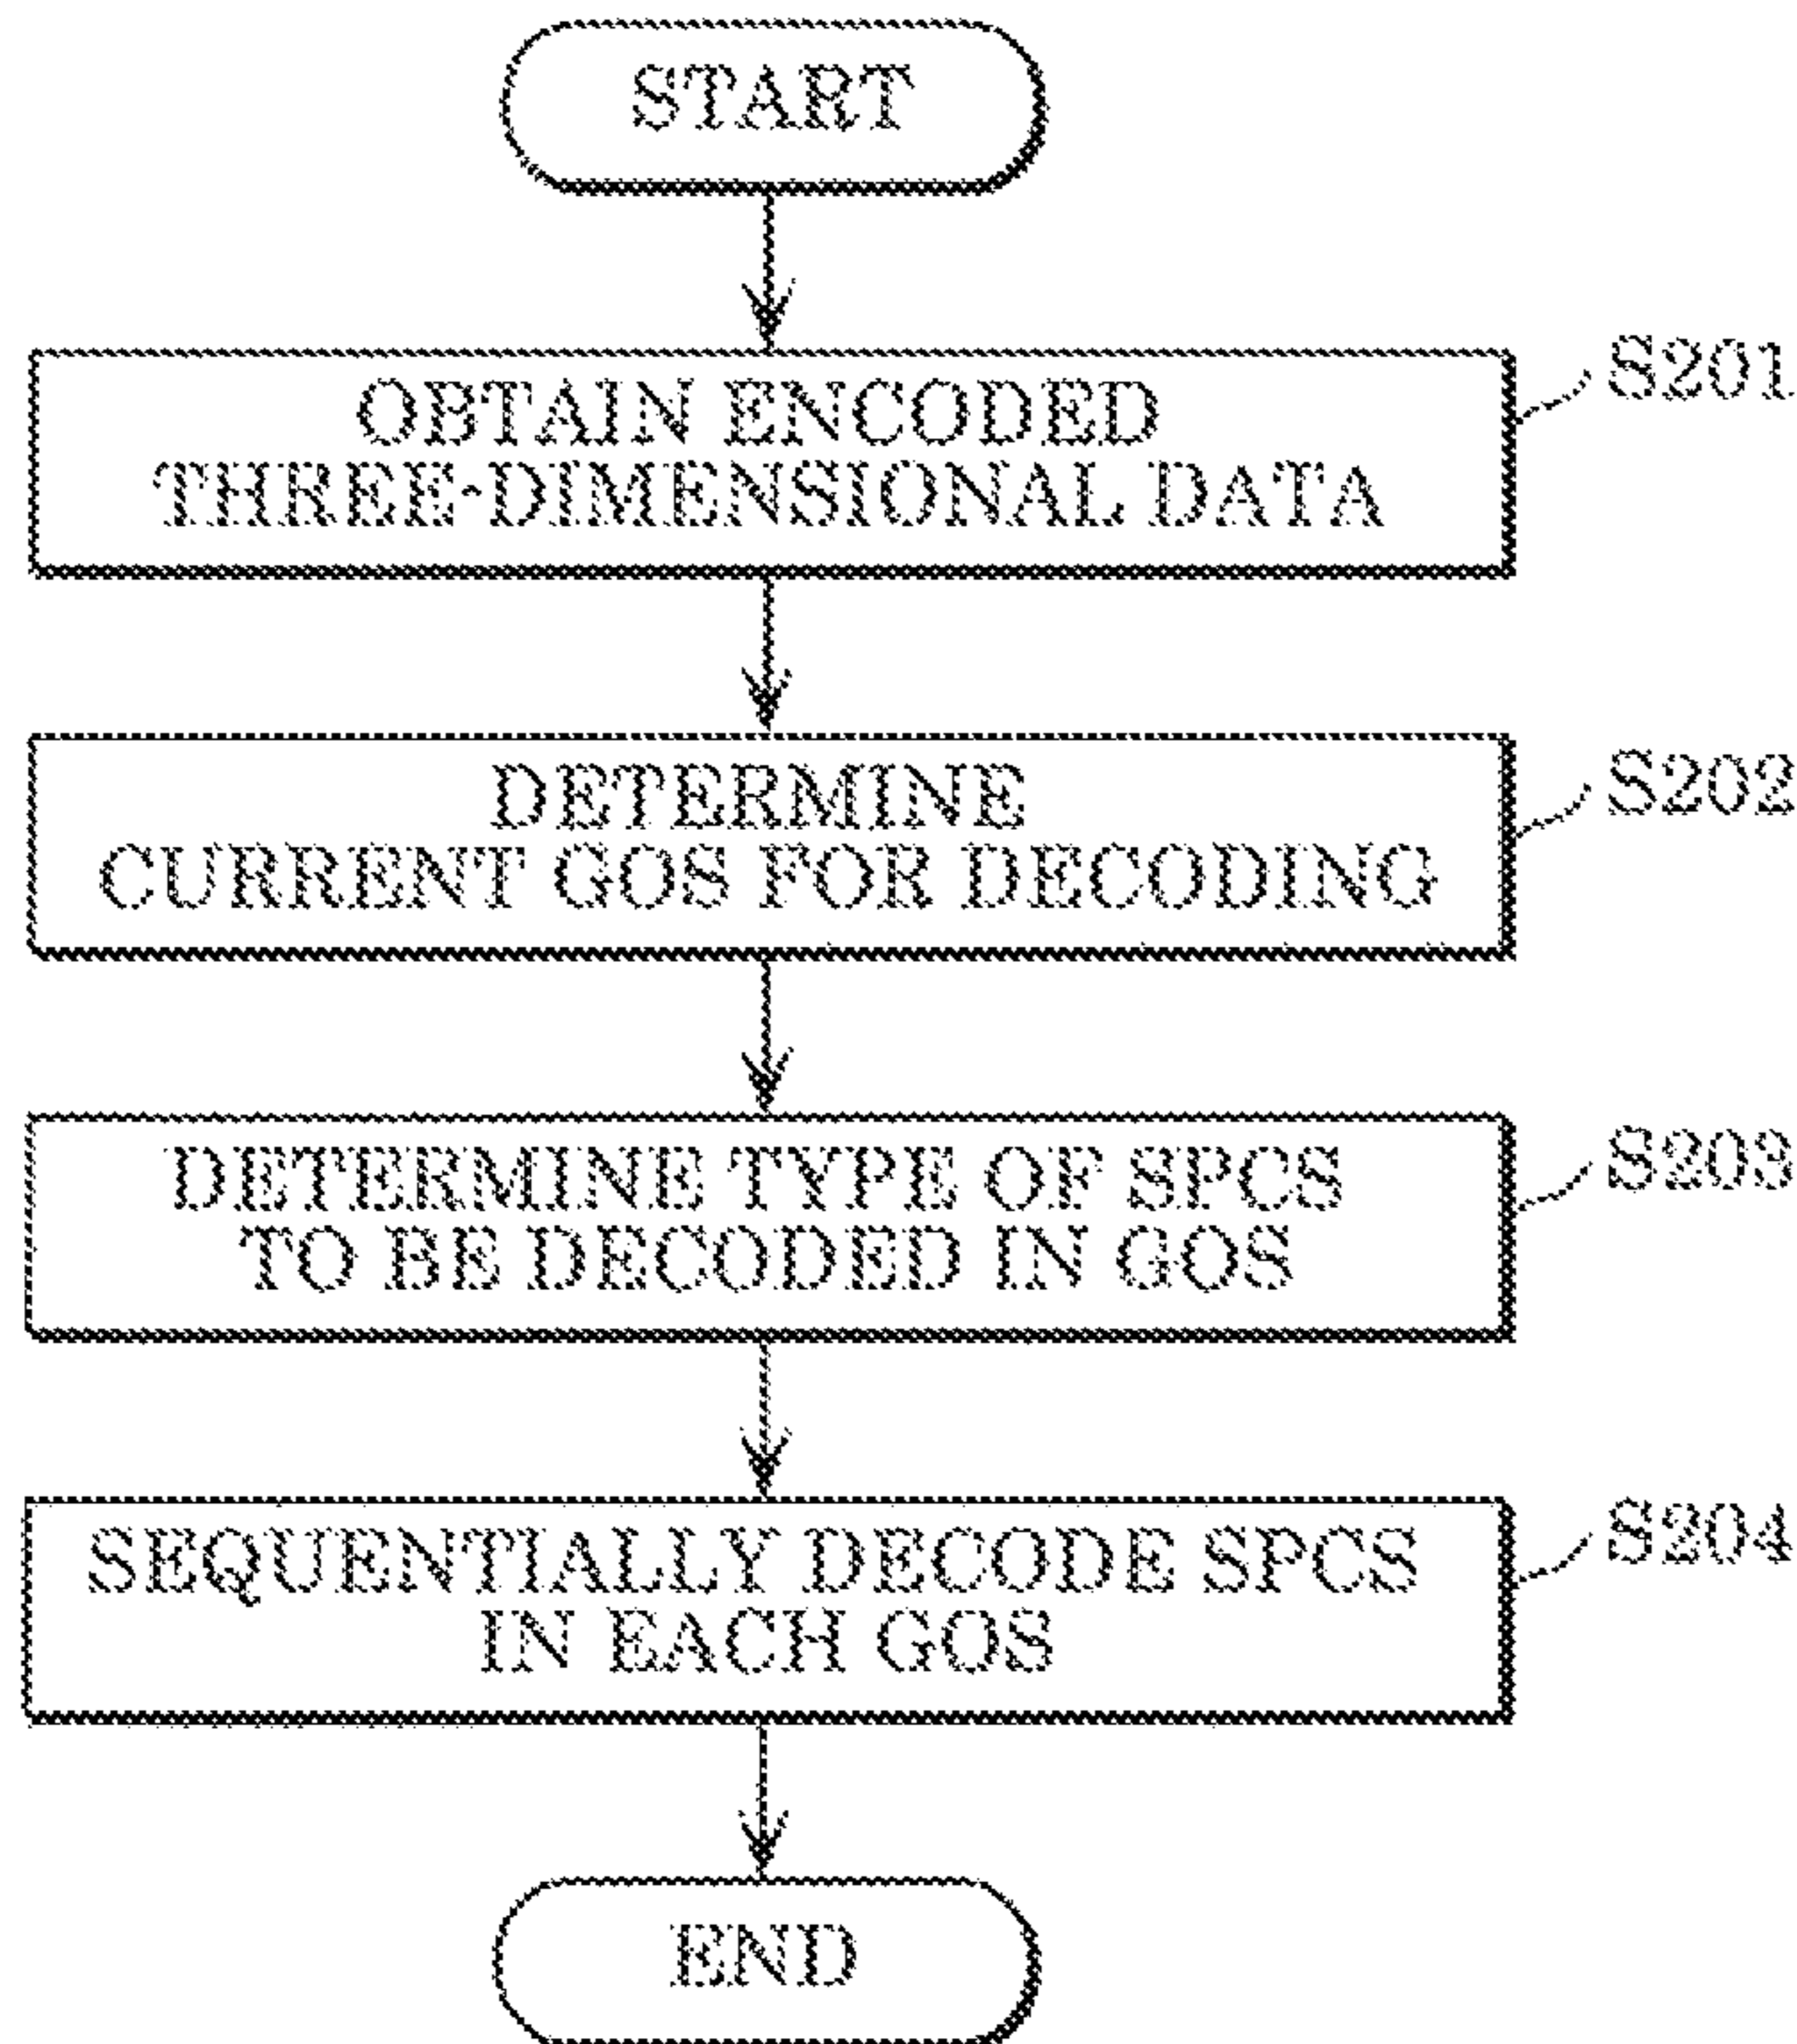 START
OBTAIN ENCODED
THREE-DIMENSIONAL DATA
S201
DETERMINE
CURRENT GOS FOR DECODING
S202
DETERMINE TYPE OF SPCS
TO BE DECODED IN GOS
S203
SEQUENTIALLY DECODE SPCS
IN EACH GOS
S204
END